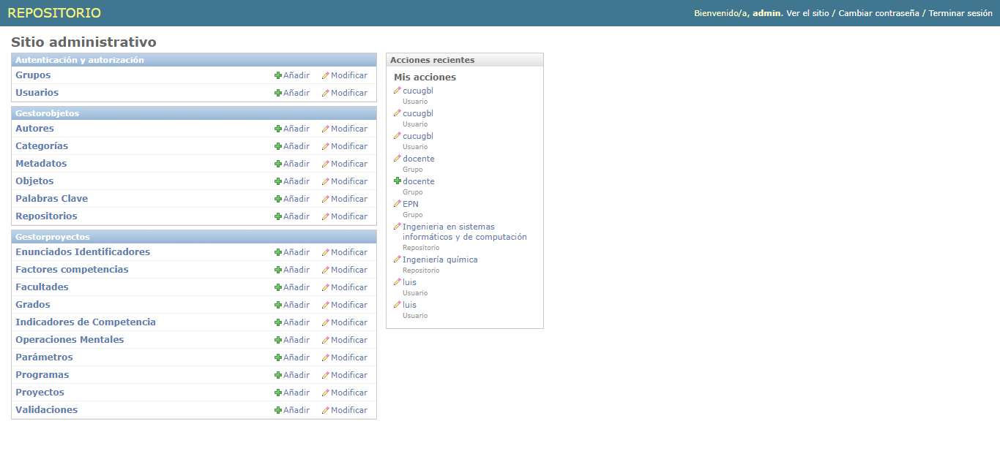 REPOSITORIO
Bienvenido/a, admin. Ver el sitio / Cambiar contraseña / Terminar sesión
Sitio administrativo
Autenticación y autorización
Grupos Añadir Modificar
Usuarios Añadir Modificar
Gestorobjetos
Autores Añadir Modificar
Categorías Añadir Modificar
Metadatos Añadir Modificar
Objetos Añadir Modificar
Palabras Clave Añadir Modificar
Repositorios Añadir Modificar
Gestorproyectos
Enunciados Identificadores Añadir Modificar
Factores competencias Añadir Modificar
Facultades Añadir Modificar
Grados Añadir Modificar
Indicadores de Competencia Añadir Modificar
Operaciones Mentales Añadir Modificar
Parámetros Añadir Modificar
Programas Añadir Modificar
Proyectos Añadir Modificar
Validaciones Añadir Modificar
Acciones recientes
Mis acciones
cucugbl
Usuario
cucugbl
Usuario
cucugbl
Usuario
docente
Grupo
docente
Grupo
EPN
Grupo
Ingenieria en sistemas
informáticos y de computación
Repositorio
Ingeniería química
Repositorio
luis
Usuario
luis
Usuario